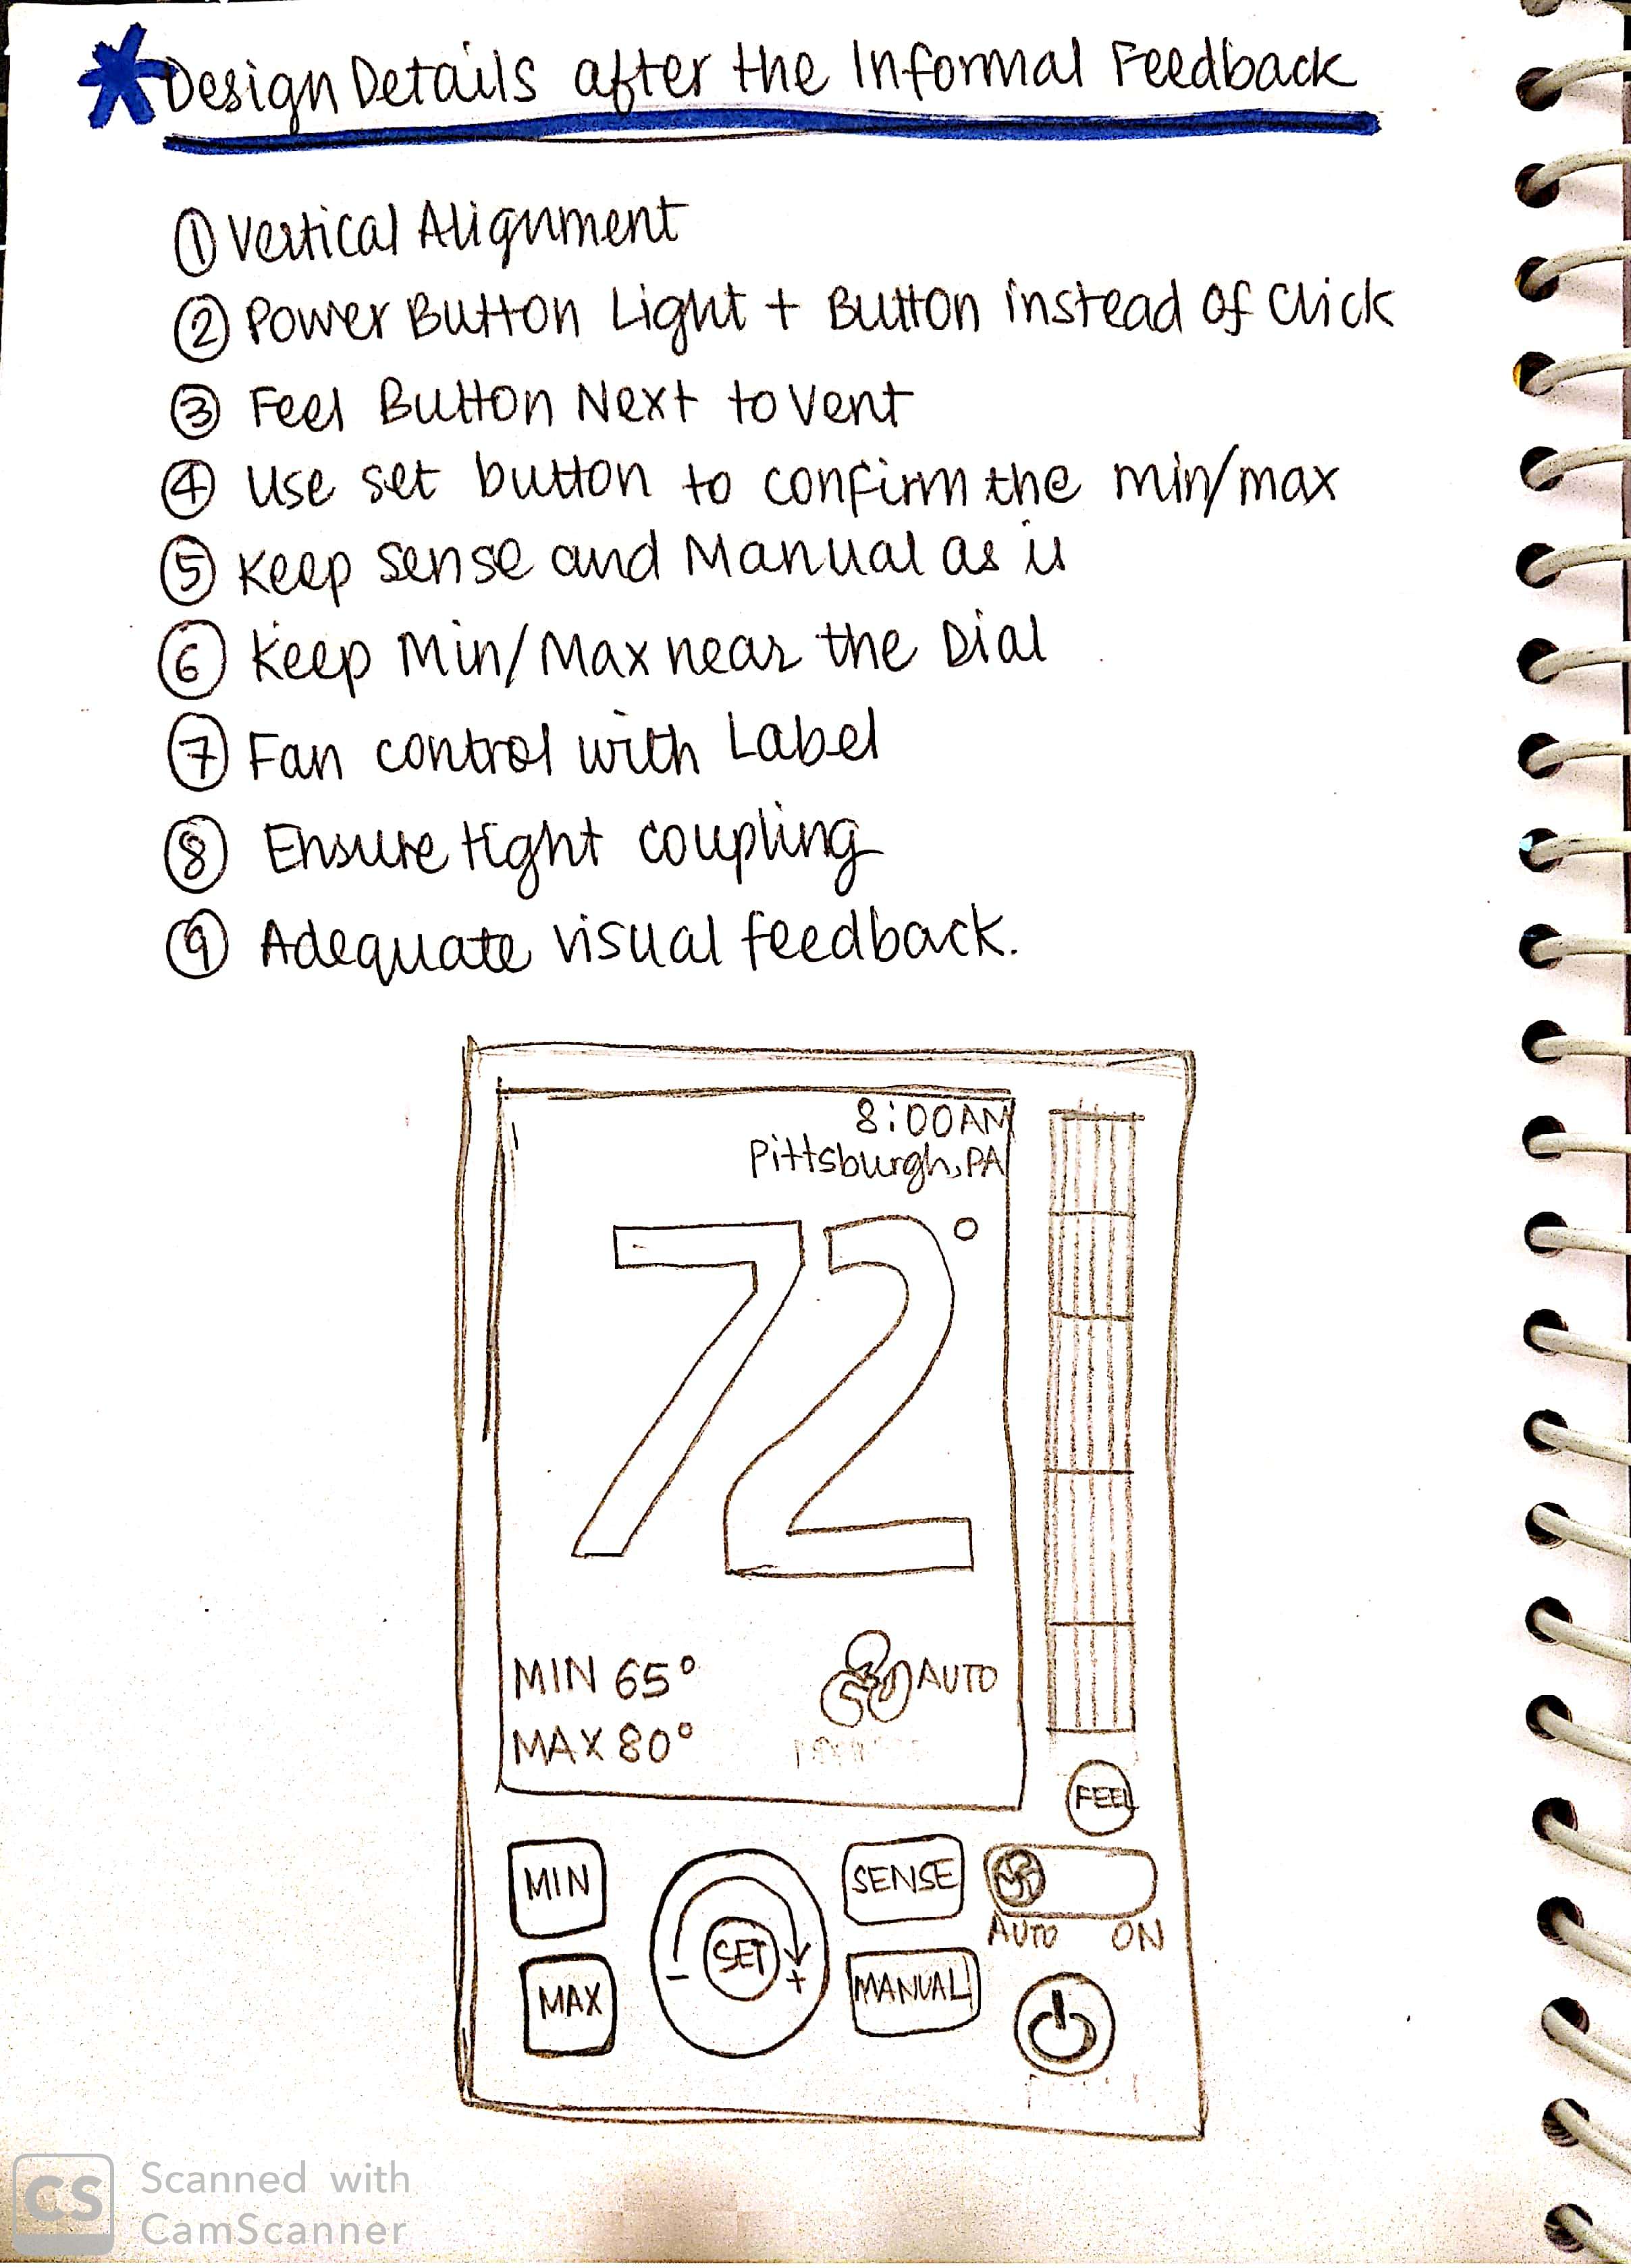 Design Details after the Informal Feedback
① Vertical Alignment
② Power Button Light + Button instead of Click
③ Feel Button Next to Vent
④ Use set button to confirm the min/max
⑤ Keep Sense and Manual as is
⑥ Keep Min/Max near the Dial
⑦ Fan control with Label
⑧ Ensure tight coupling
⑨ Adequate visual feedback.
8:00AM
Pittsburgh, PA
72°
MIN 65°
MAX 80°
AUTO
FEEL
MIN
MAX
SET
- +
SENSE
MANUAL
AUTO ON
CS
Scanned with
CamScanner